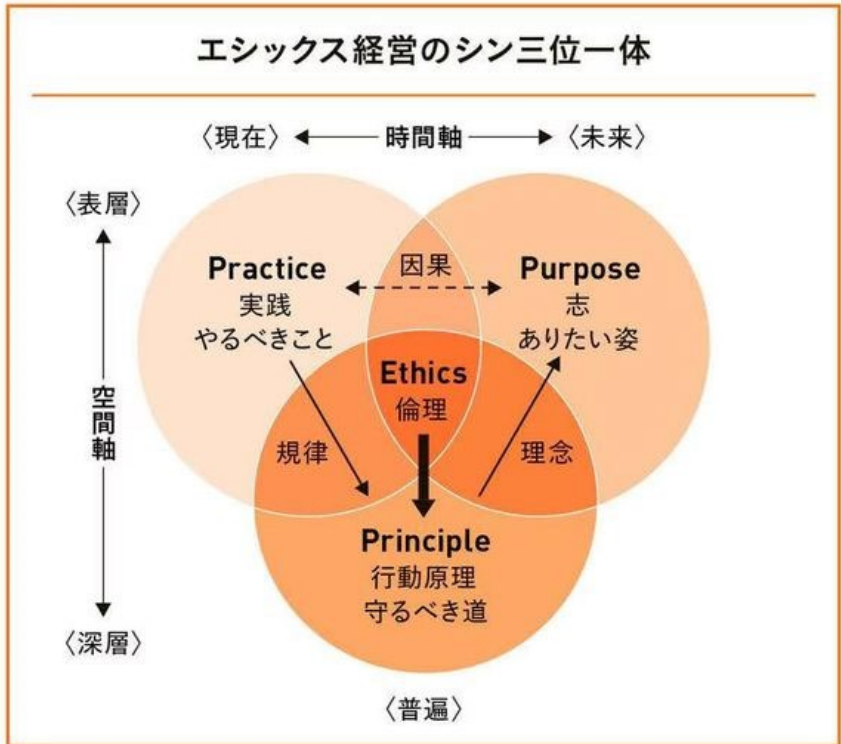 エシックス経営のシン三位一体
〈現在〉 時間軸 〈未来〉
〈表層〉
Practice
実践
やるべきこと
因果
Purpose
志
ありたい姿
Ethics
倫理
空間軸
規律
理念
Principle
行動原理
守るべき道
〈深層〉
〈普遍〉